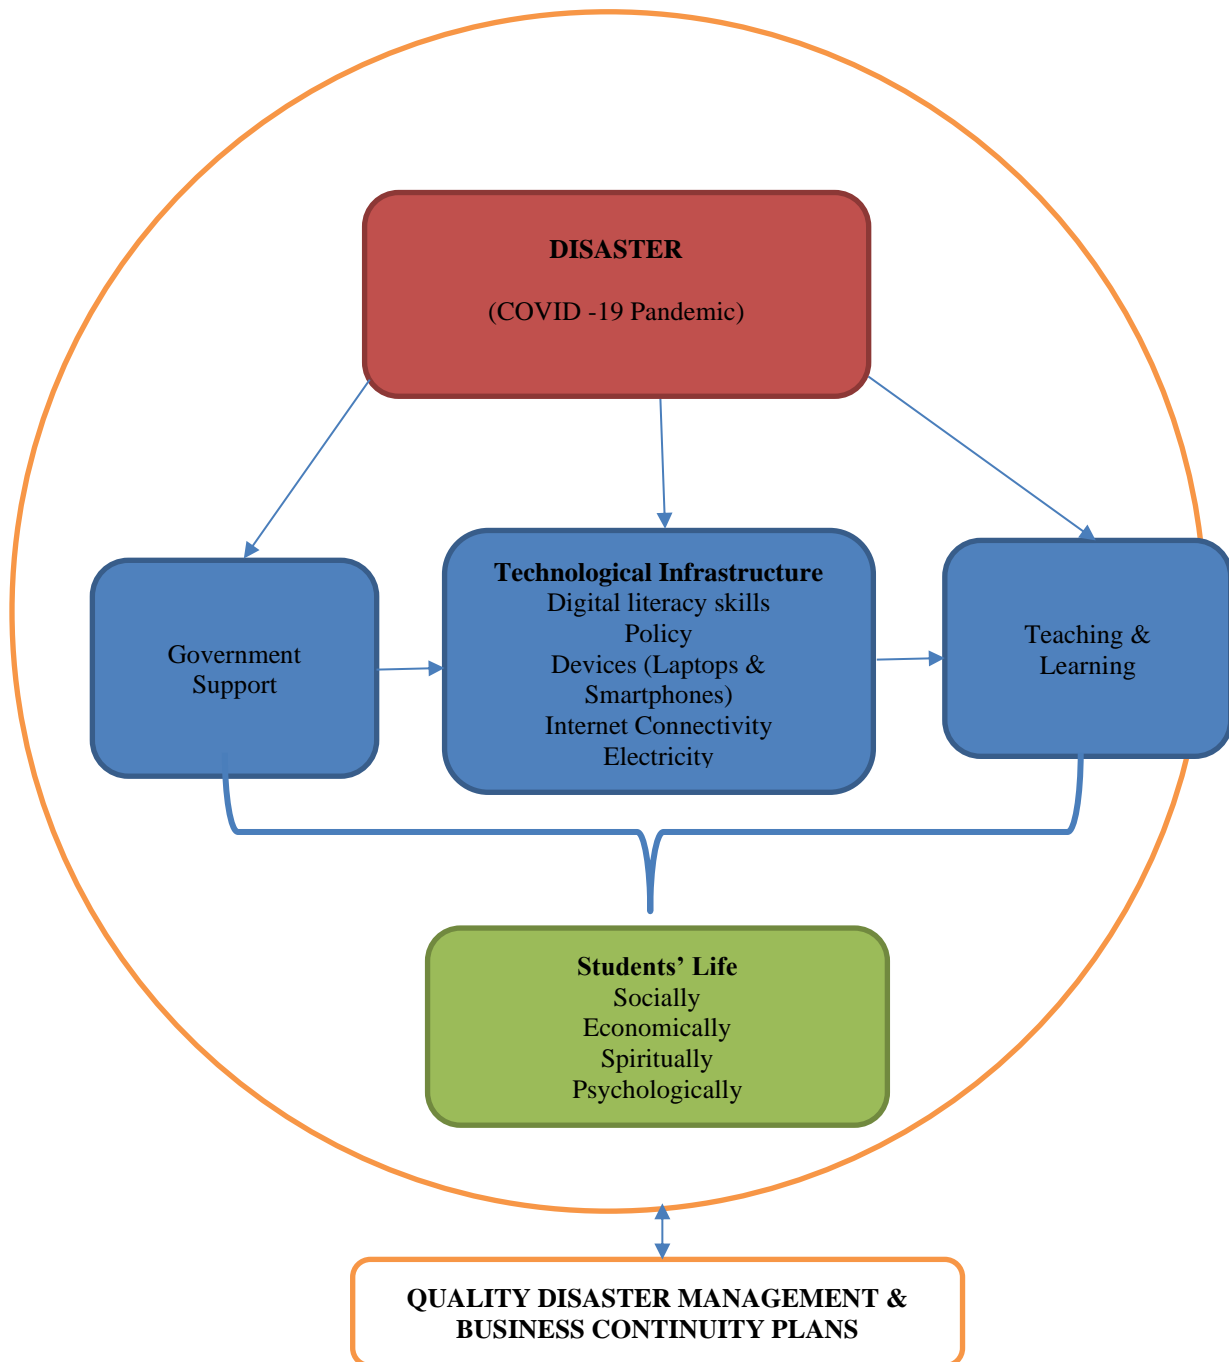 DISASTER
(COVID -19 Pandemic)
Government
Support
Technological Infrastructure
Digital literacy skills
Policy
Devices (Laptops &
Smartphones)
Internet Connectivity
Electricity
Teaching &
Learning
Students’ Life
Socially
Economically
Spiritually
Psychologically
QUALITY DISASTER MANAGEMENT &
BUSINESS CONTINUITY PLANS